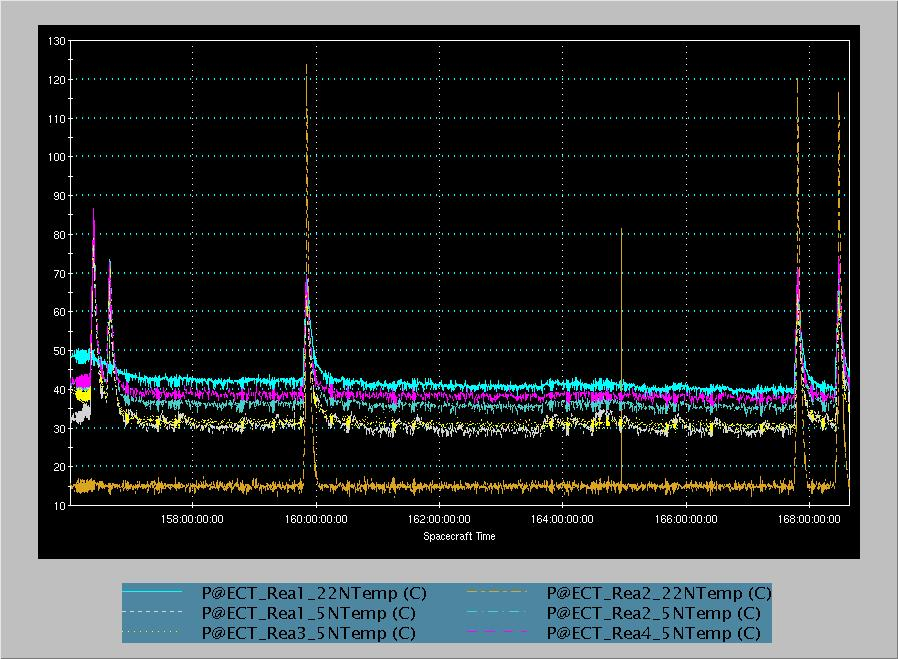 130
120
110
100
90
80
70
60
50
40
30
20
10
158:00:00:00 160:00:00:00 162:00:00:00 164:00:00:00 166:00:00:00 168:00:00:00
Spacecraft Time
P@ECT_Rea1_22NTemp (C) P@ECT_Rea2_22NTemp (C)
P@ECT_Rea1_5NTemp (C) P@ECT_Rea2_5NTemp (C)
P@ECT_Rea3_5NTemp (C) P@ECT_Rea4_5NTemp (C)